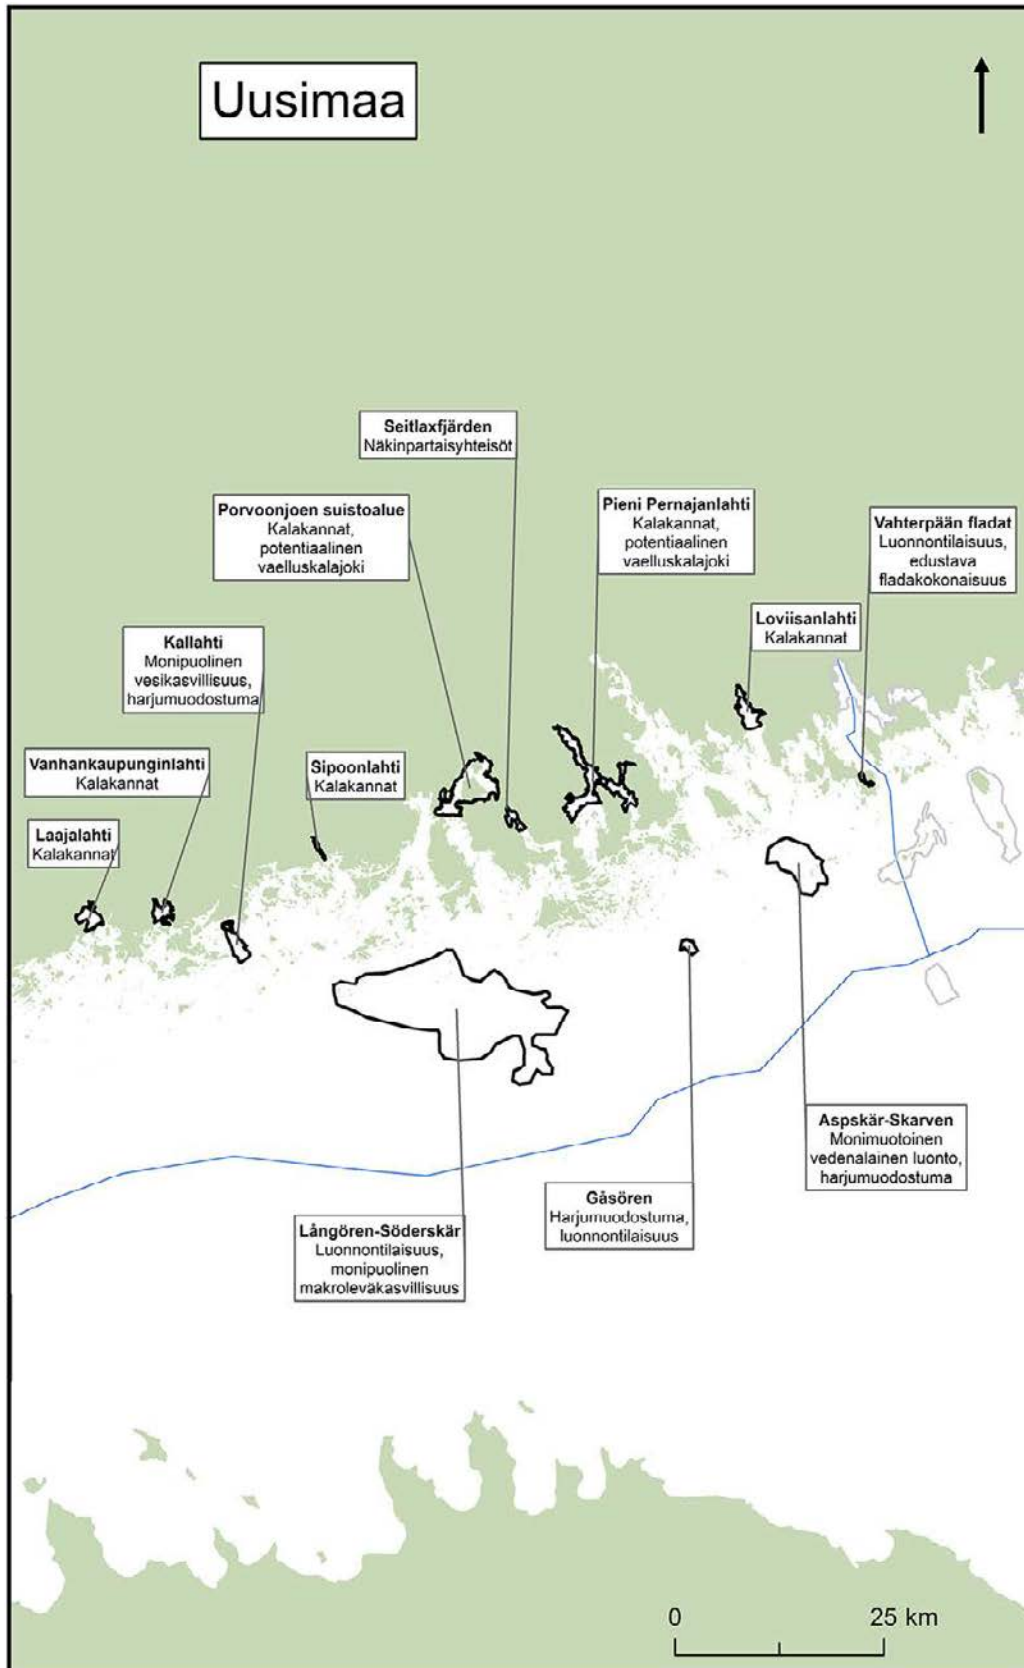 Uusimaa
Seitlaxfjärden
Näkinpartaisyhteisöt
Porvoonjoen suistoalue
Kalakannat,
potentiaalinen
vaelluskalajoki
Pieni Pernajanlahti
Kalakannat,
potentiaalinen
vaelluskalajoki
Vahterpään fladat
Luonnontilaisuus,
edustava
fladakokonaisuus
Loviisanlahti
Kalakannat
Kallahti
Monipuolinen
vesikasvillisuus,
harjumuodostuma
Vanhankaupunginlahti
Kalakannat
Sipoonlahti
Kalakannat
Laajalahti
Kalakannat
Aspskär-Skarven
Monimuotoinen
vedenalainen luonto,
harjumuodostuma
Gåsören
Harjumuodostuma,
luonnontilaisuus
Långören-Söderskär
Luonnontilaisuus,
monipuolinen
makroleväkasvillisuus
0 25 km